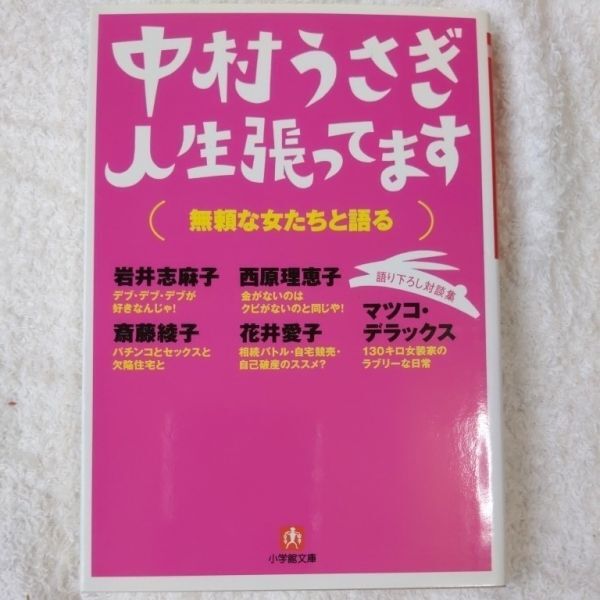 中村うさぎ
人生張ってます
(無頼な女たちと語る)
語り下ろし対談集
岩井志麻子
デブ・デブ・デブが
好きなんじゃ!
西原理恵子
金がないのは
クビがないのと同じや!
マツコ・
デラックス
130キロ女装家の
ラブリーな日常
斎藤綾子
パチンコとセックスと
欠陥住宅と
花井愛子
相続バトル・自宅競売・
自己破産のススメ?
小学館文庫